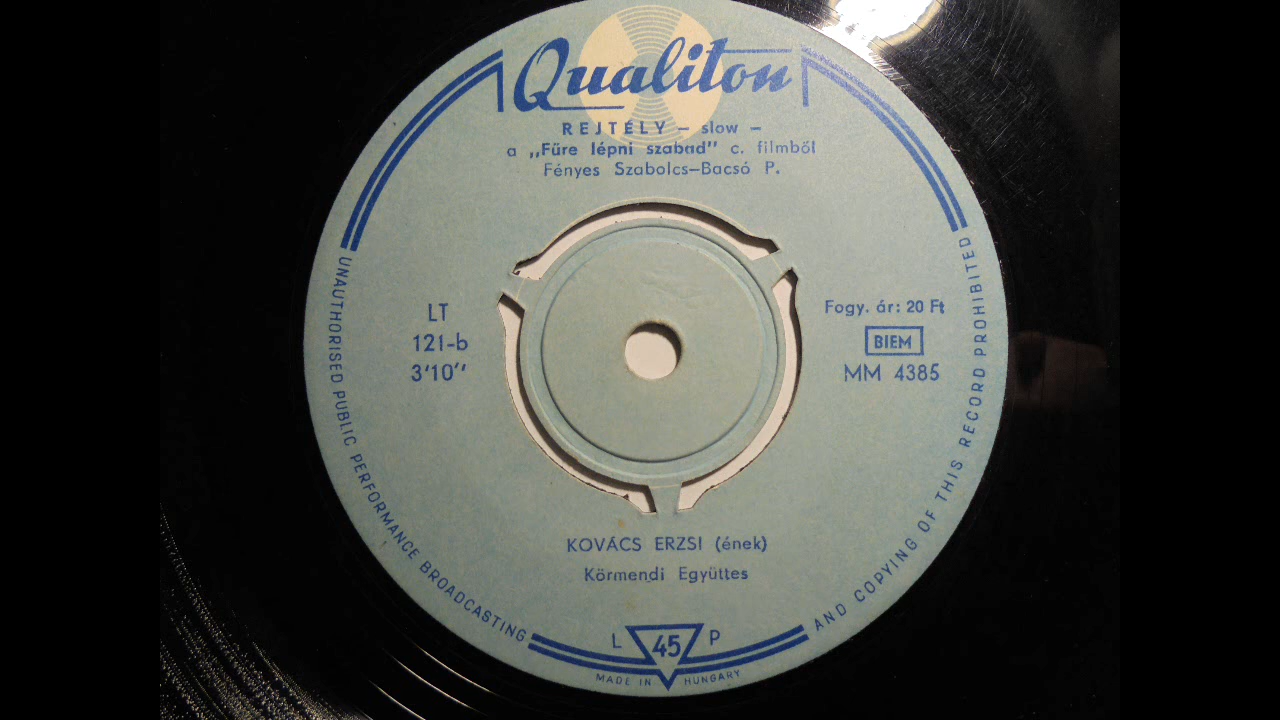 Qualiton
REJTÉLY – slow –
a „Fűre lépni szabad" c. filmből
Fényes Szabolcs–Bacsó P.
LT
121-b
3'10''
Fogy. ár: 20 Ft
BIEM
MM 4385
KOVÁCS ERZSI (ének)
Körmendi Együttes
UNAUTHORISED PUBLIC PERFORMANCE BROADCASTING
AND COPYING OF THIS RECORD PROHIBITED
L 45 P
MADE IN HUNGARY